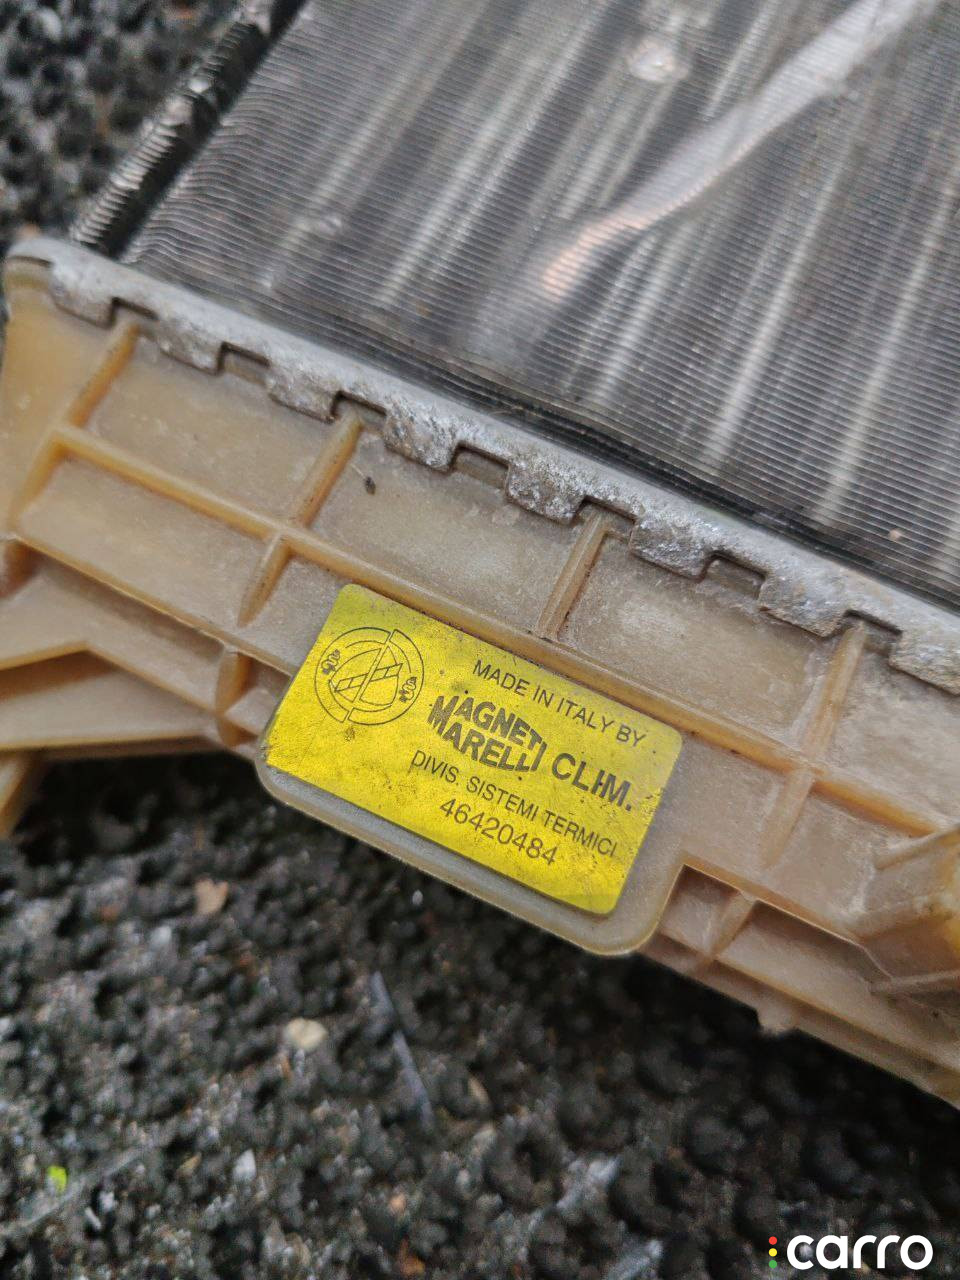 MADE IN ITALY BY
MAGNETI
MARELLI CLIM.
DIVIS. SISTEMI TERMICI
46420484
carro